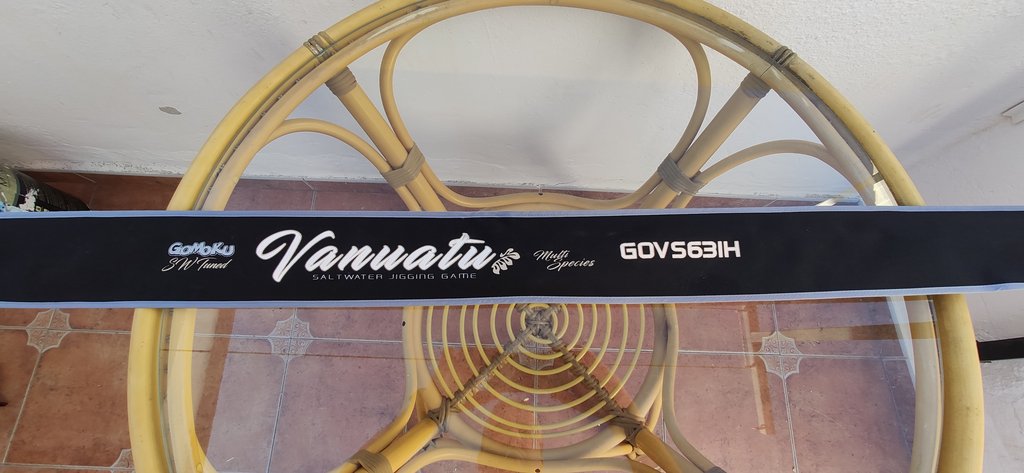 GOMOKU
SW Tuned
Vanuatu
SALTWATER JIGGING GAME
Multi
Species
GOVS631H